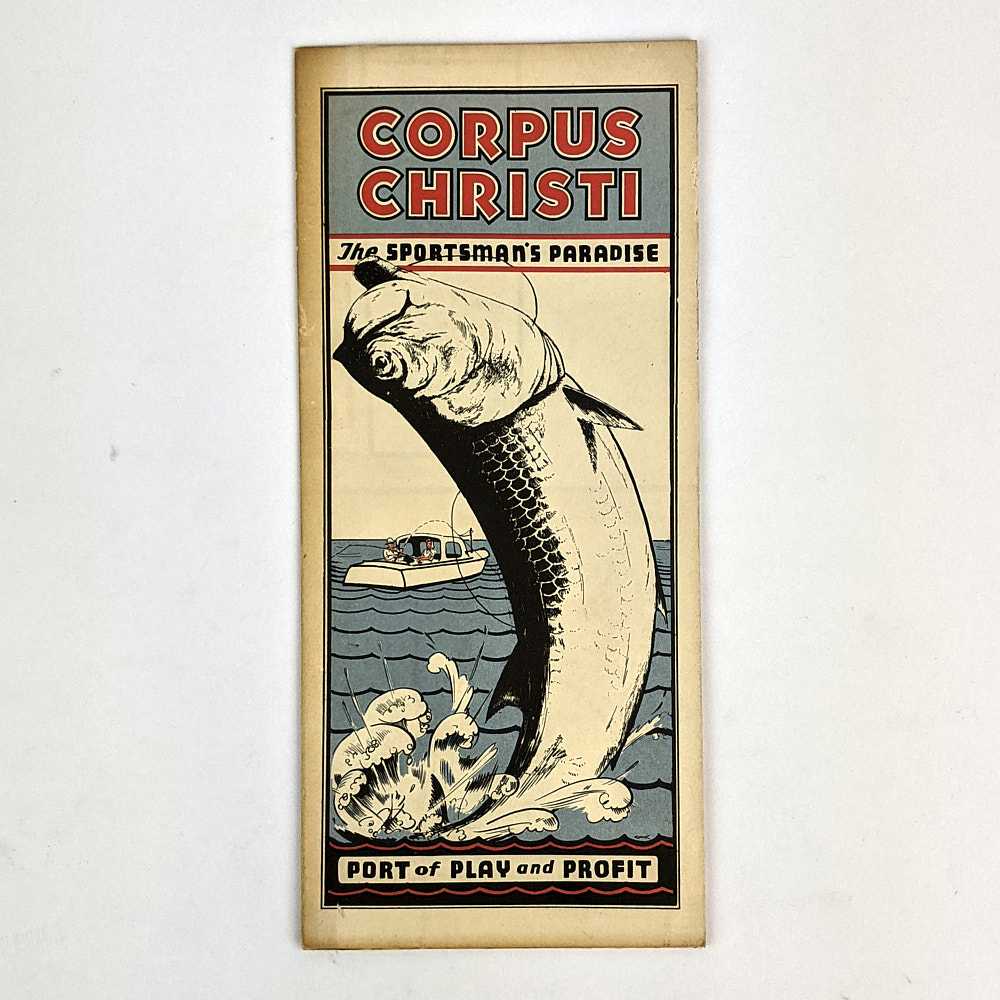 CORPUS
CHRISTI
The SPORTSMAN'S PARADISE
PORT of PLAY and PROFIT